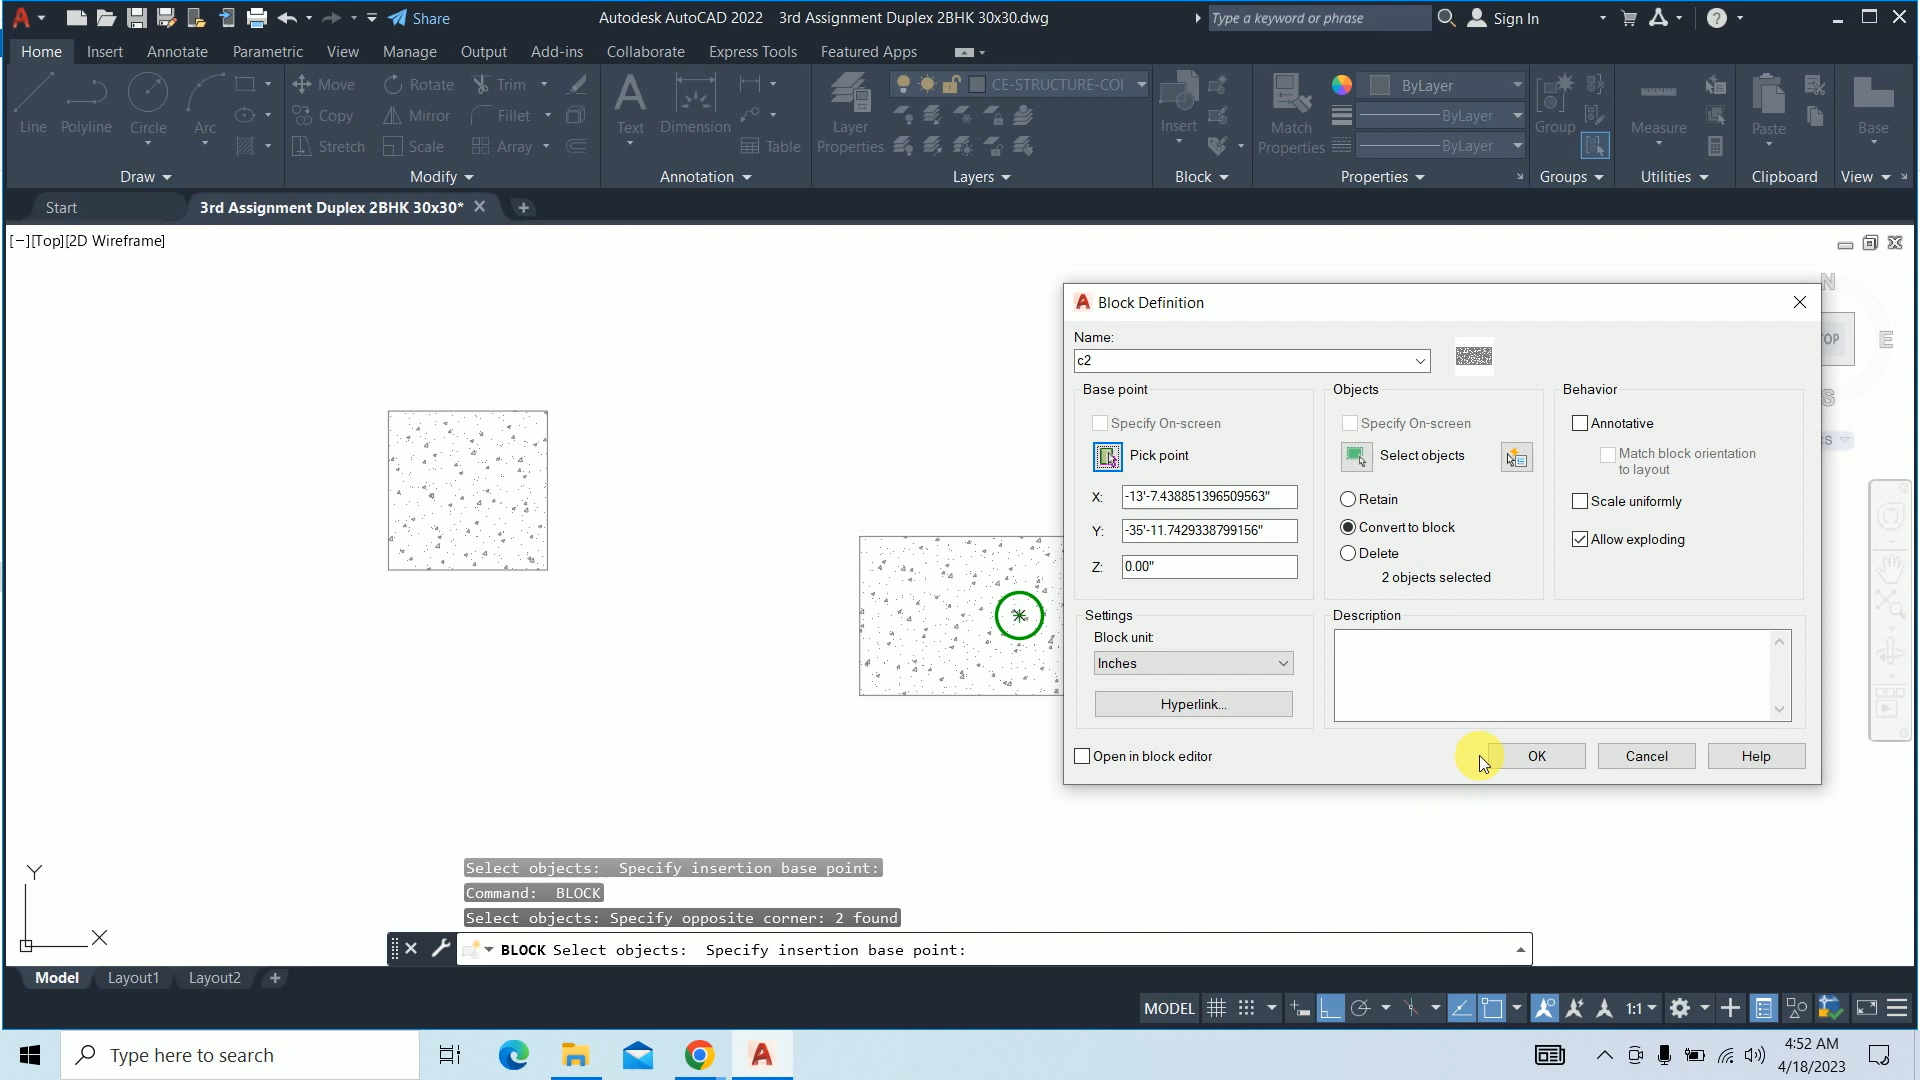 Share
Autodesk AutoCAD 2022 3rd Assignment Duplex 2BHK 30x30.dwg
Type a keyword or phrase
Sign In
Home Insert Annotate Parametric View Manage Output Add-ins Collaborate Express Tools Featured Apps
Line Polyline Circle Arc
Move Rotate Trim
Copy Mirror Fillet
Stretch Scale Array
Text Dimension Table
Layer Properties
CE-STRUCTURE-COl
Insert
Match Properties
ByLayer
ByLayer
ByLayer
Group
Measure
Paste
Base
Draw Modify Annotation Layers Block Properties Groups Utilities Clipboard View
Start
3rd Assignment Duplex 2BHK 30x30*
[−][Top][2D Wireframe]
N
E
S
Block Definition
Name:
c2
Base point
Specify On-screen
Pick point
X: -13'-7.438851396509563"
Y: -35'-11.7429338799156"
Z: 0.00"
Objects
Specify On-screen
Select objects
Retain
Convert to block
Delete
2 objects selected
Behavior
Annotative
Match block orientation
to layout
Scale uniformly
Allow exploding
Settings
Block unit:
Inches
Hyperlink...
Description
Open in block editor
OK Cancel Help
Y
X
Select objects: Specify insertion base point:
Command: BLOCK
Select objects: Specify opposite corner: 2 found
BLOCK Select objects: Specify insertion base point:
Model Layout1 Layout2
MODEL
1:1
Type here to search
4:52 AM
4/18/2023